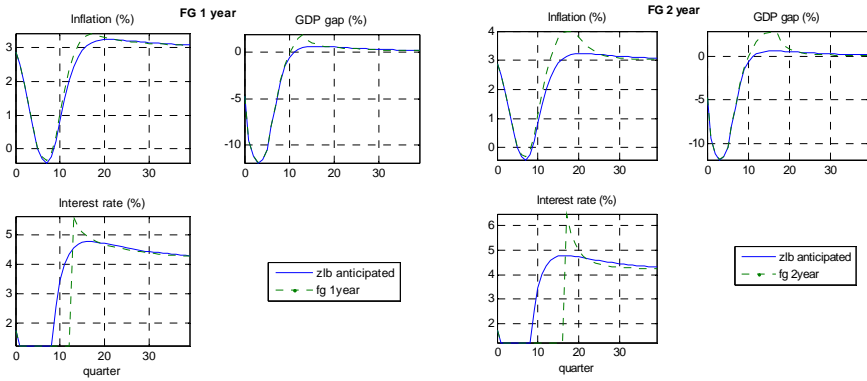 FG 1 year
Inflation (%)
3
2
1
0
0 10 20 30
GDP gap (%)
0
-5
-10
0 10 20 30
Interest rate (%)
5
4
3
2
0 10 20 30
quarter
zlb anticipated
fg 1year
FG 2 year
Inflation (%)
4
3
2
1
0
0 10 20 30
GDP gap (%)
0
-5
-10
0 10 20 30
Interest rate (%)
6
5
4
3
2
0 10 20 30
quarter
zlb anticipated
fg 2year